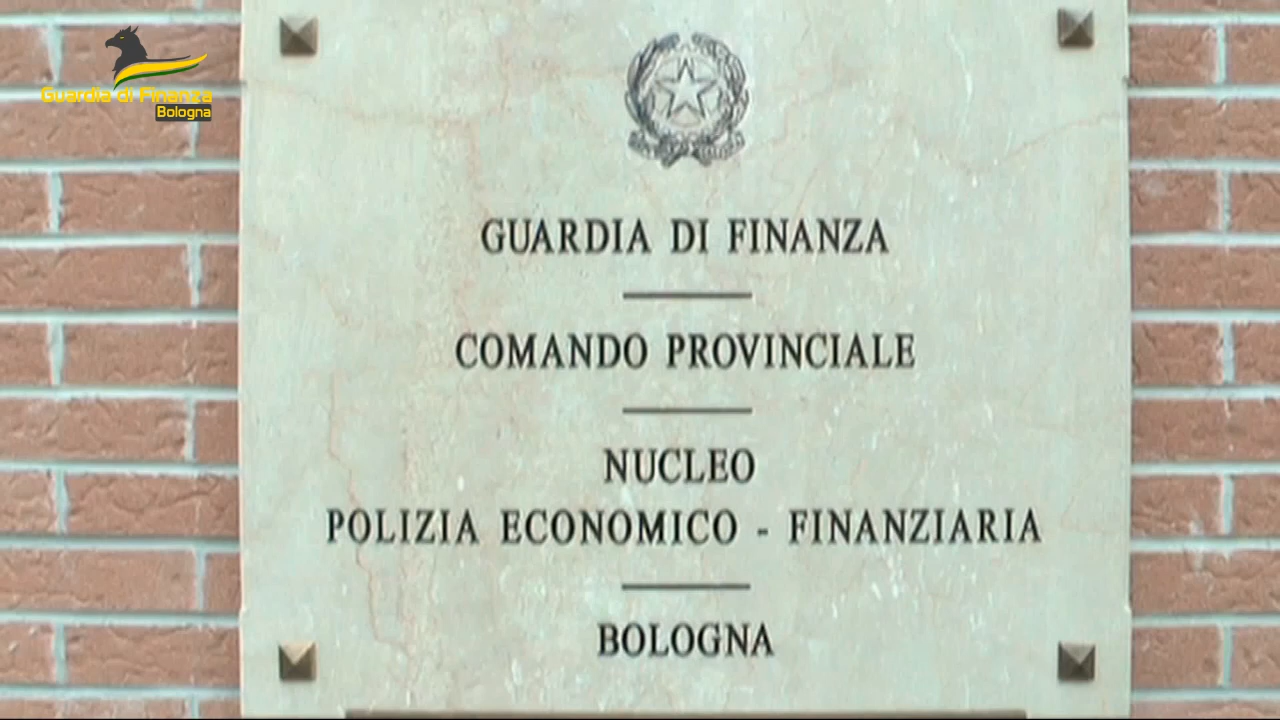 Guardia di Finanza
Bologna
GUARDIA DI FINANZA
COMANDO PROVINCIALE
NUCLEO
POLIZIA ECONOMICO - FINANZIARIA
BOLOGNA